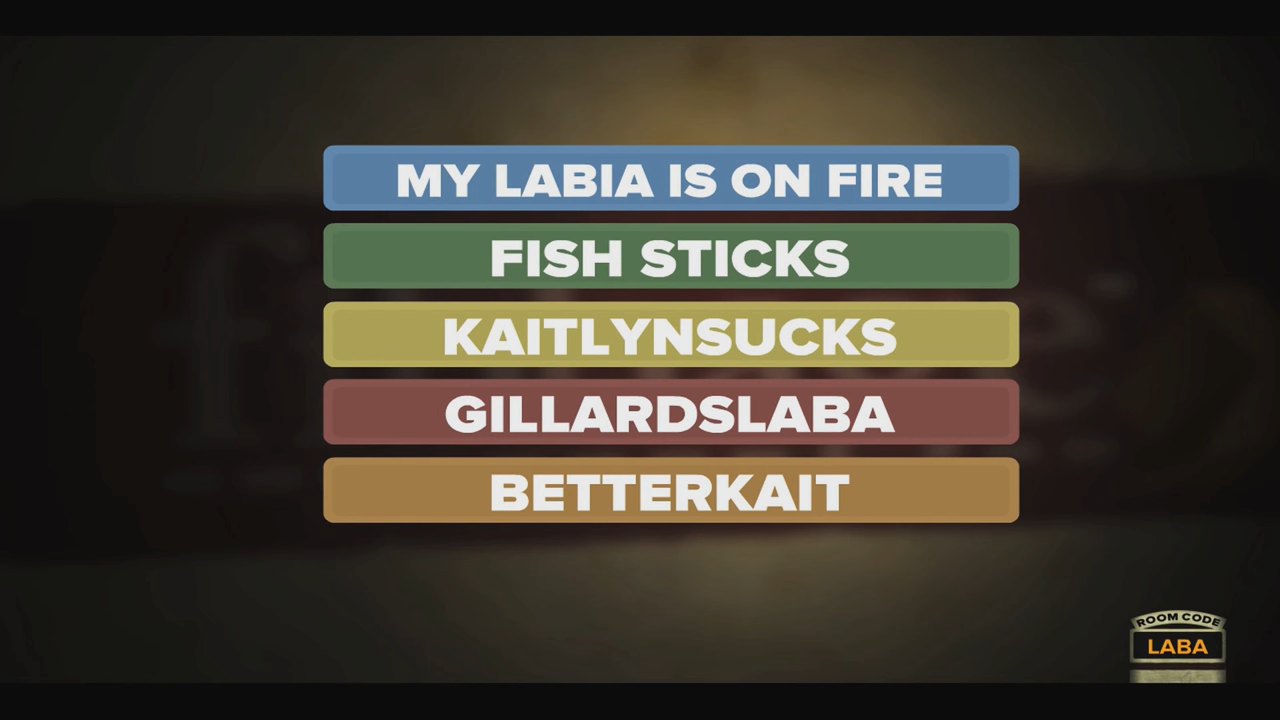 MY LABIA IS ON FIRE
FISH STICKS
KAITLYNSUCKS
GILLARDSLABA
BETTERKAIT
ROOM CODE
LABA